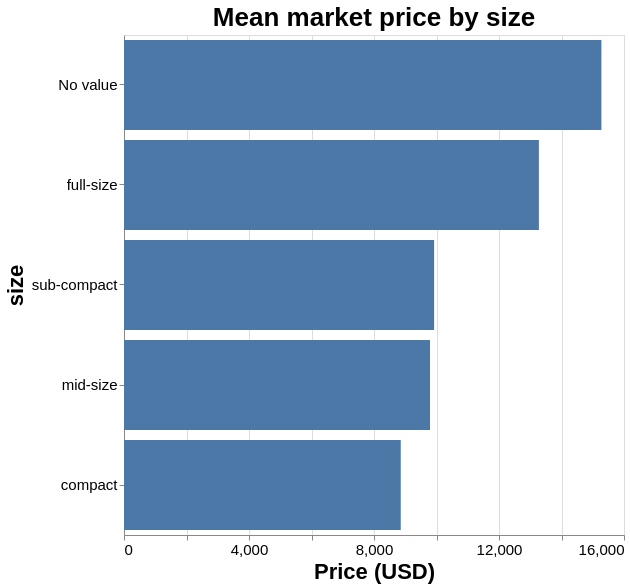 Mean market price by size
No value
full-size
sub-compact
mid-size
compact
size
0 4,000 8,000 12,000 16,000
Price (USD)